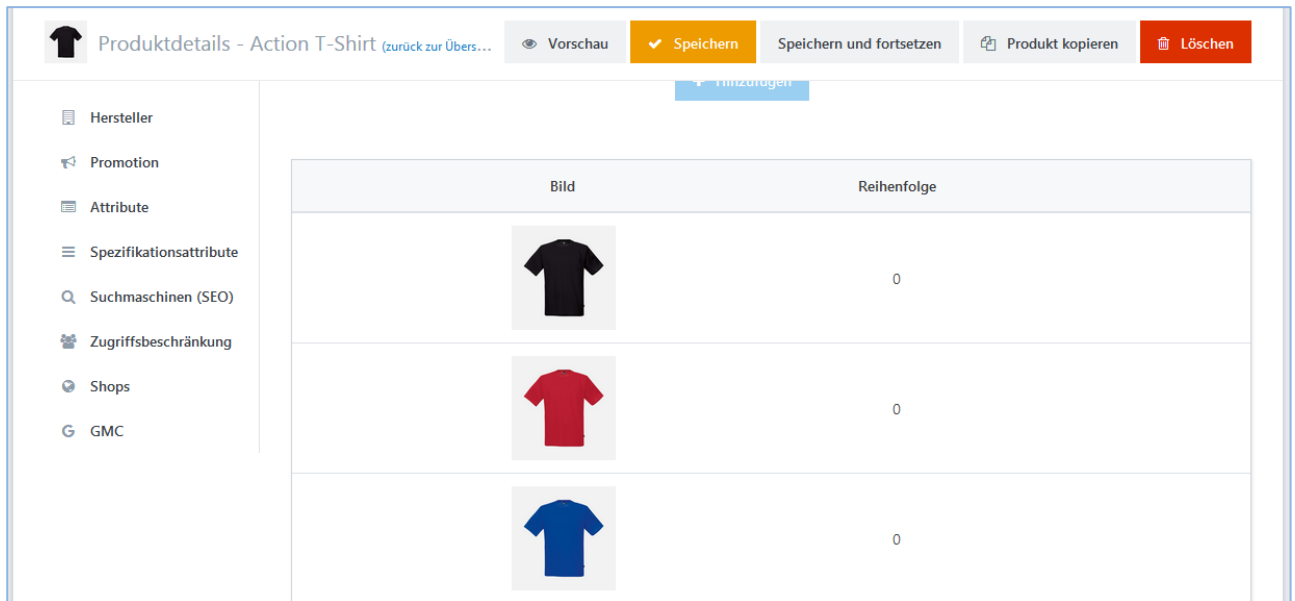 Produktdetails - Action T-Shirt (zurück zur Übers...
Vorschau
Speichern
Speichern und fortsetzen
Produkt kopieren
Löschen
Hinzufügen
Hersteller
Promotion
Attribute
Spezifikationsattribute
Suchmaschinen (SEO)
Zugriffsbeschränkung
Shops
GMC
Bild Reihenfolge
0
0
0